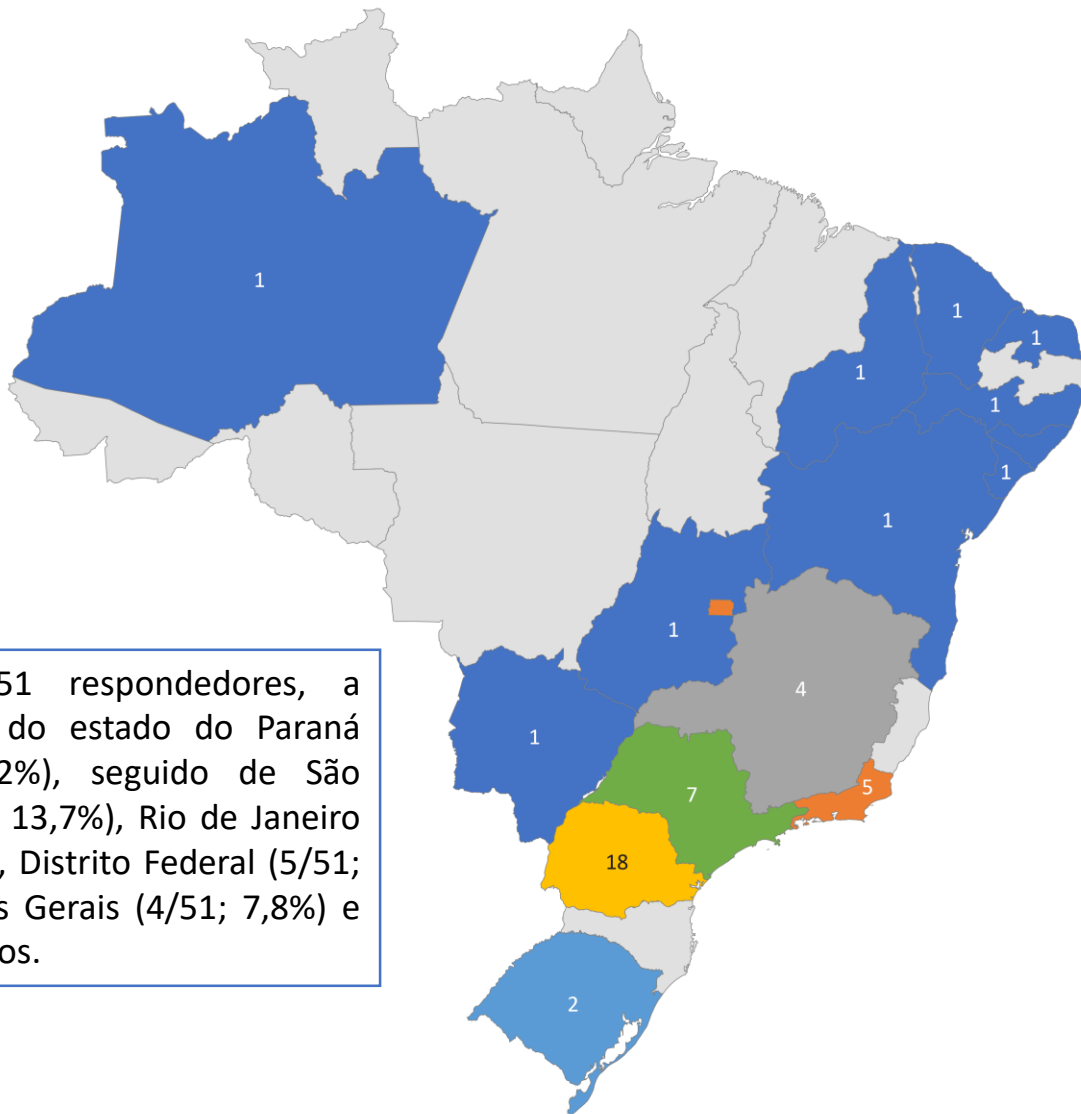 1
1
1
1
1
1
1
1
4
1
5
7
18
2
51 respondedores, a
do estado do Paraná
2%), seguido de São
13,7%), Rio de Janeiro
, Distrito Federal (5/51;
s Gerais (4/51; 7,8%) e
os.